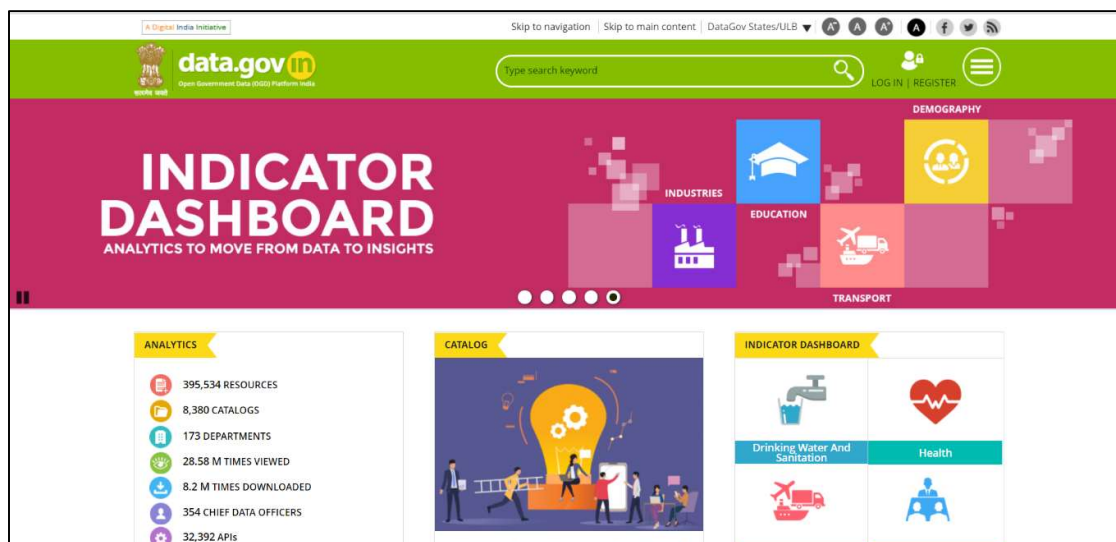 A Digital India Initiative
Skip to navigation Skip to main content DataGov States/ULB ▼ A- A A+ A
सत्यमेव जयते
data.gov in
Open Government Data (OGD) Platform India
Type search keyword
LOG IN | REGISTER
INDICATOR
DASHBOARD
ANALYTICS TO MOVE FROM DATA TO INSIGHTS
DEMOGRAPHY
INDUSTRIES
EDUCATION
TRANSPORT
ANALYTICS
395,534 RESOURCES
8,380 CATALOGS
173 DEPARTMENTS
28.58 M TIMES VIEWED
8.2 M TIMES DOWNLOADED
354 CHIEF DATA OFFICERS
32,392 APIs
CATALOG
INDICATOR DASHBOARD
Drinking Water And
Sanitation
Health